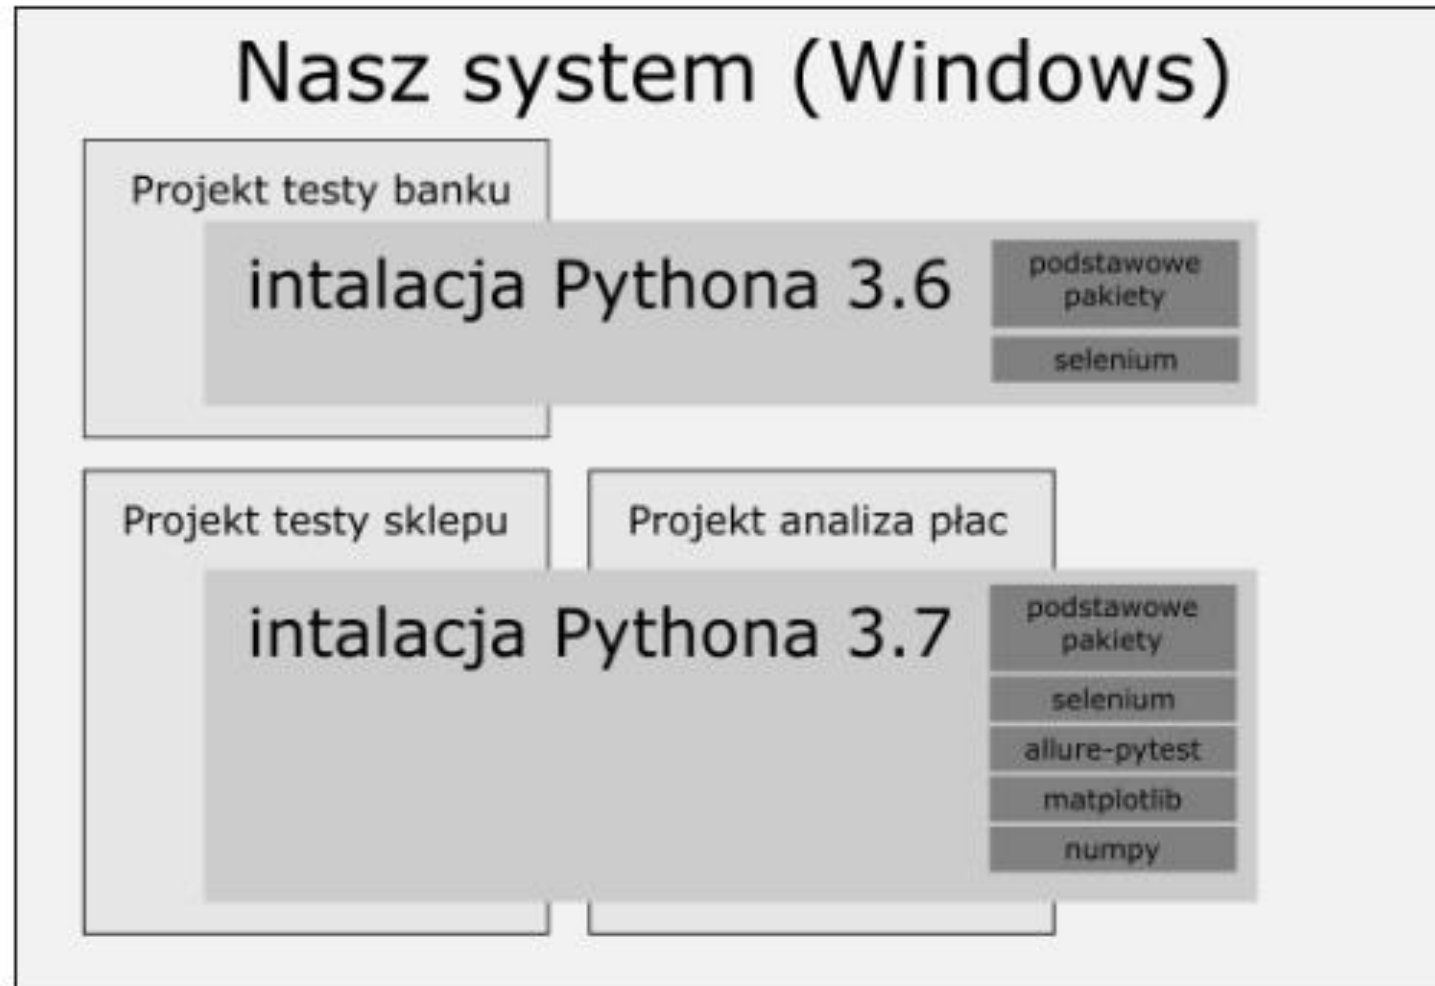 Nasz system (Windows)
Projekt testy banku
intalacja Pythona 3.6
podstawowe
pakiety
selenium
Projekt testy sklepu
Projekt analiza płac
intalacja Pythona 3.7
podstawowe
pakiety
selenium
allure-pytest
matplotlib
numpy